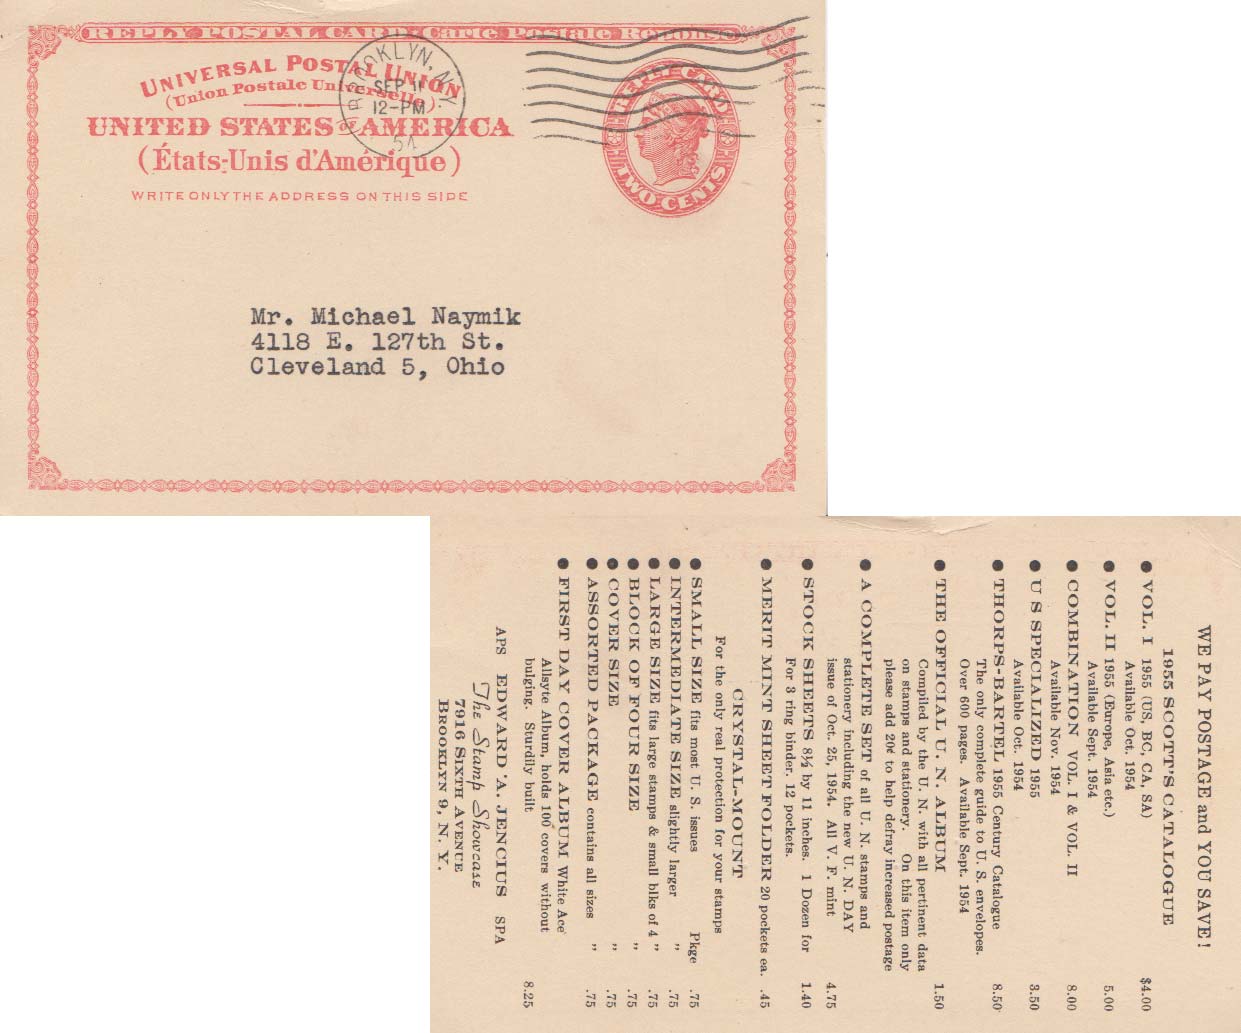 REPLY POSTAL CARD. Carte Postale Réponse.
UNIVERSAL POSTAL UNION
(Union Postale Universelle)
UNITED STATES AMERICA
(États-Unis d'Amérique)
WRITE ONLY THE ADDRESS ON THIS SIDE
BROOKLYN, N.Y.
SEP 11
12-PM
54
REPLY CARD
TWO CENTS
Mr. Michael Naymik
4118 E. 127th St.
Cleveland 5, Ohio
WE PAY POSTAGE and YOU SAVE!
1955 SCOTT'S CATALOGUE
● VOL. I 1955 (US, BC, CA, SA) $4.00
Available Oct. 1954
● VOL. II 1955 (Europe, Asia etc.) 5.00
Available Sept. 1954
● COMBINATION VOL. I & VOL. II 8.00
Available Nov. 1954
● U S SPECIALIZED 1955 3.50
Available Oct. 1954
● THORPS-BARTEL 1955 Century Catalogue 8.50
The only complete guide to U. S. envelopes.
Over 600 pages. Available Sept. 1954
● THE OFFICIAL U. N. ALBUM 1.50
Compiled by the U. N. with all pertinent data
on stamps and stationery. On this item only
please add 20¢ to help defray increased postage
● A COMPLETE SET of all U. N. stamps and
stationery including the new U. N. DAY
issue of Oct. 25, 1954. All V. F. mint 4.75
● STOCK SHEETS 8½ by 11 inches. 1 Dozen for 1.40
For 3 ring binder. 12 pockets.
● MERIT MINT SHEET FOLDER 20 pockets ea. .45
CRYSTAL-MOUNT
For the only real protection for your stamps
● SMALL SIZE fits most U. S. issues Pkge .75
● INTERMEDIATE SIZE slightly larger " .75
● LARGE SIZE fits large stamps & small blks of 4 " .75
● BLOCK OF FOUR SIZE " .75
● COVER SIZE " .75
● ASSORTED PACKAGE contains all sizes " .75
● FIRST DAY COVER ALBUM White Ace
Allsyte Album, holds 100 covers without
bulging. Sturdily built 8.25
APS EDWARD A. JENCIUS SPA
The Stamp Showcase
7916 SIXTH AVENUE
BROOKLYN 9, N. Y.